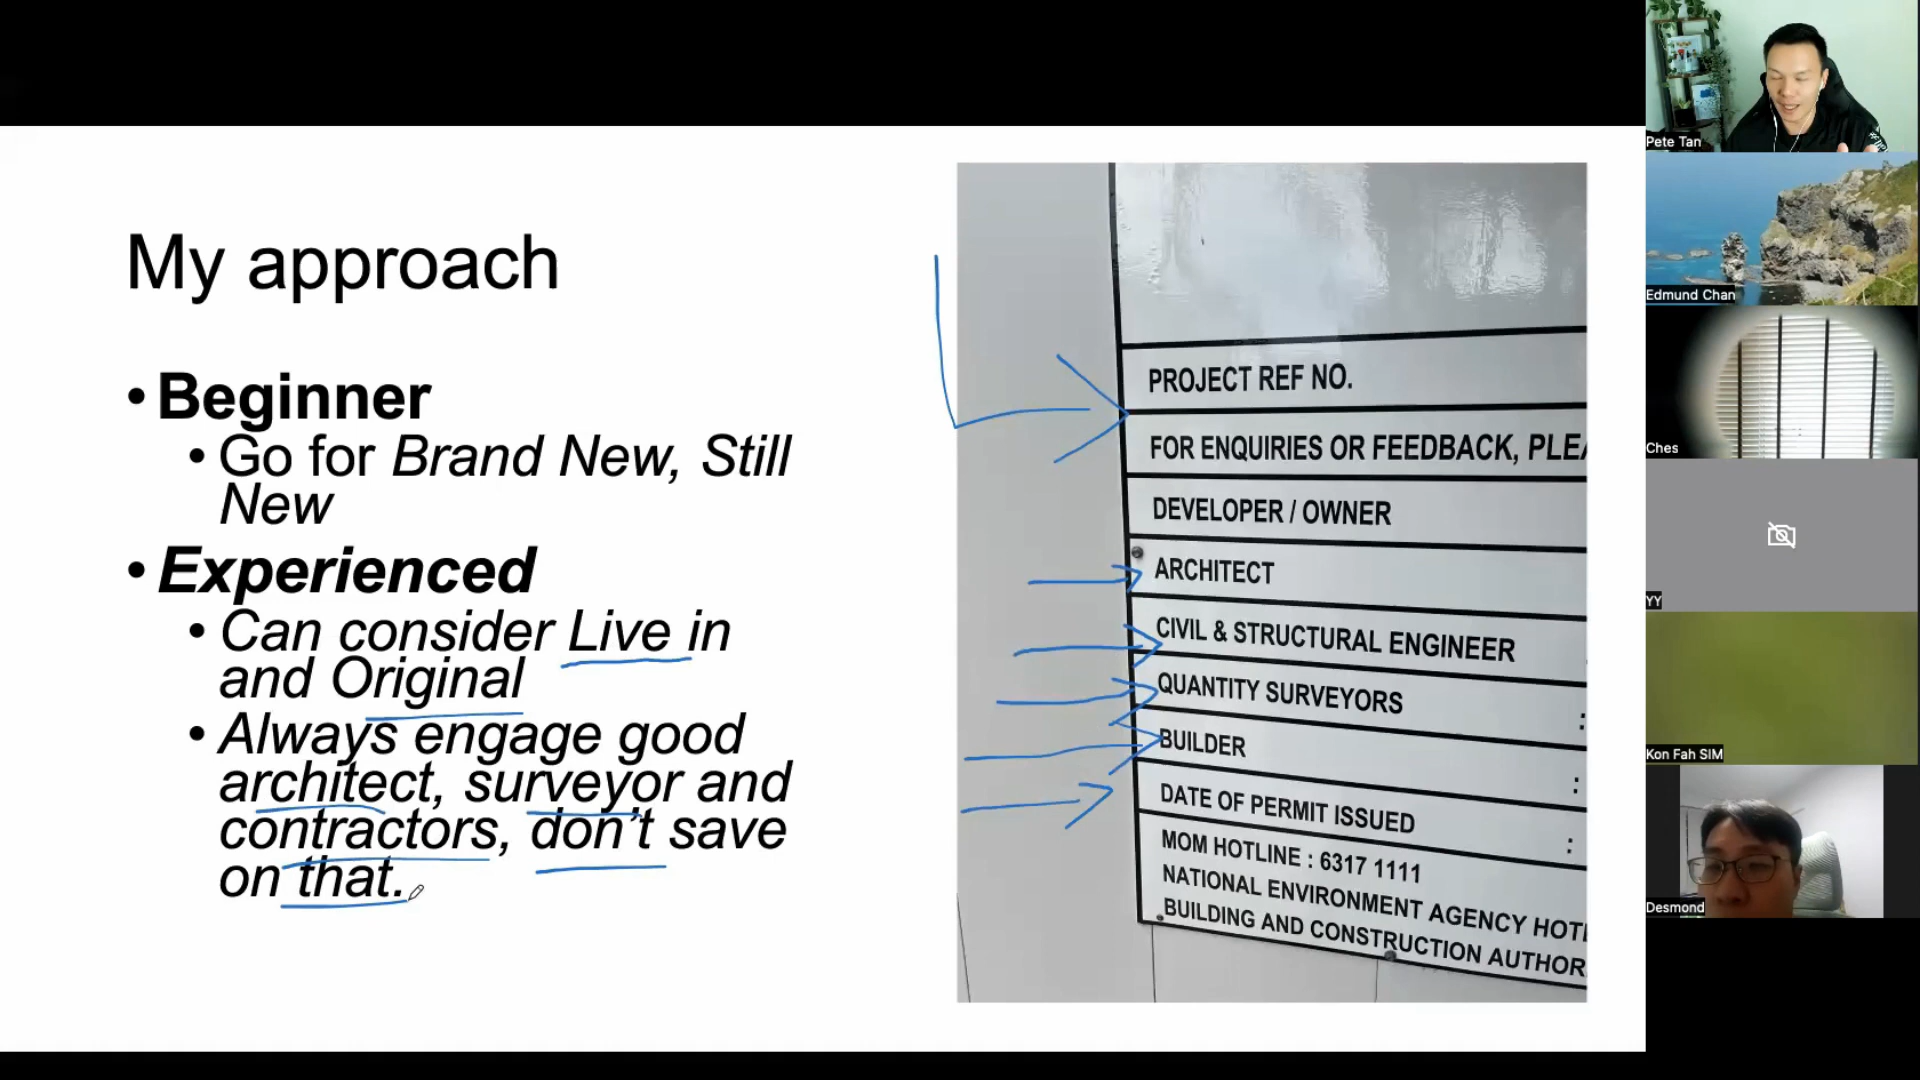 My approach
• Beginner
• Go for Brand New, Still
New
• Experienced
• Can consider Live in
and Original
• Always engage good
architect, surveyor and
contractors, don't save
on that.
PROJECT REF NO.
FOR ENQUIRIES OR FEEDBACK, PLEA
DEVELOPER / OWNER
ARCHITECT
CIVIL & STRUCTURAL ENGINEER
QUANTITY SURVEYORS
:
BUILDER
:
DATE OF PERMIT ISSUED
:
MOM HOTLINE : 6317 1111
NATIONAL ENVIRONMENT AGENCY HOTL
BUILDING AND CONSTRUCTION AUTHOR
Pete Tan
Edmund Chan
Ches
YY
Kon Fah SIM
Desmond